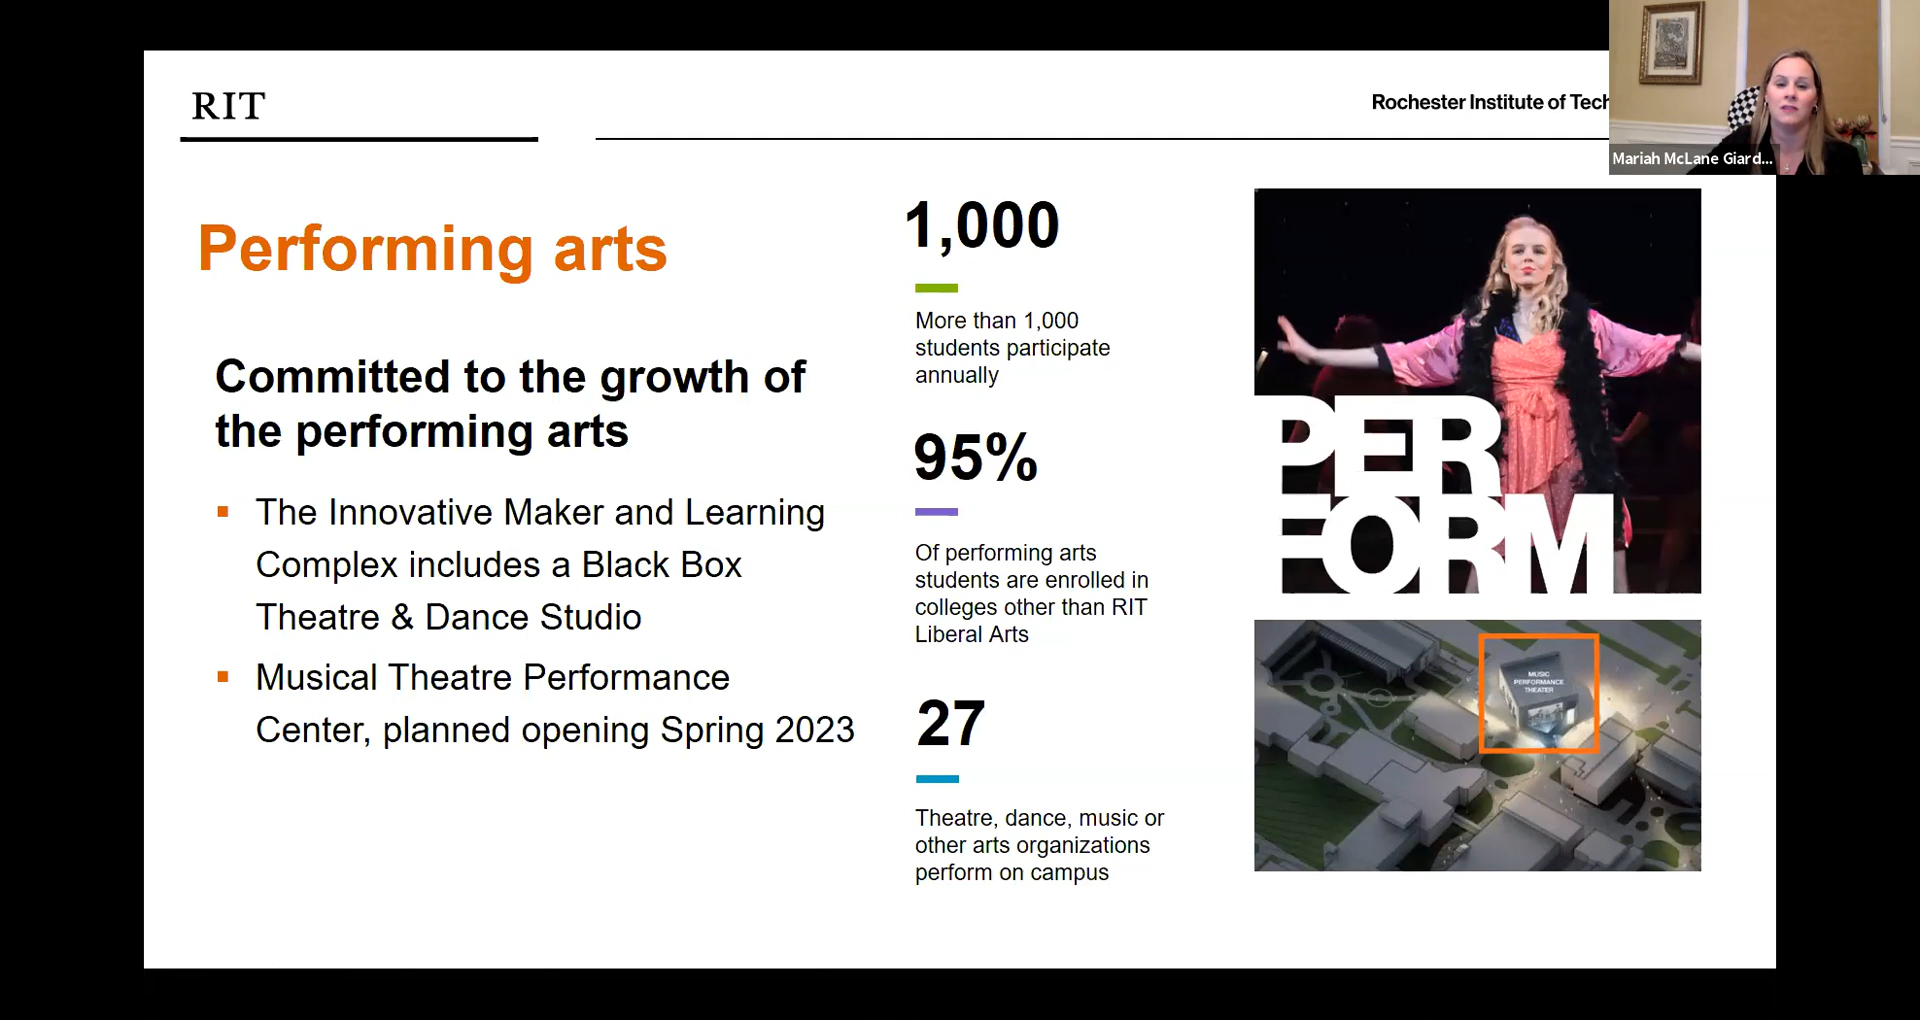 RIT
Rochester Institute of Tech
Mariah McLane Giard...
Performing arts
Committed to the growth of
the performing arts
▪ The Innovative Maker and Learning
Complex includes a Black Box
Theatre & Dance Studio
▪ Musical Theatre Performance
Center, planned opening Spring 2023
1,000
More than 1,000
students participate
annually
95%
Of performing arts
students are enrolled in
colleges other than RIT
Liberal Arts
27
Theatre, dance, music or
other arts organizations
perform on campus
PER
FORM
MUSIC
PERFORMANCE
THEATER